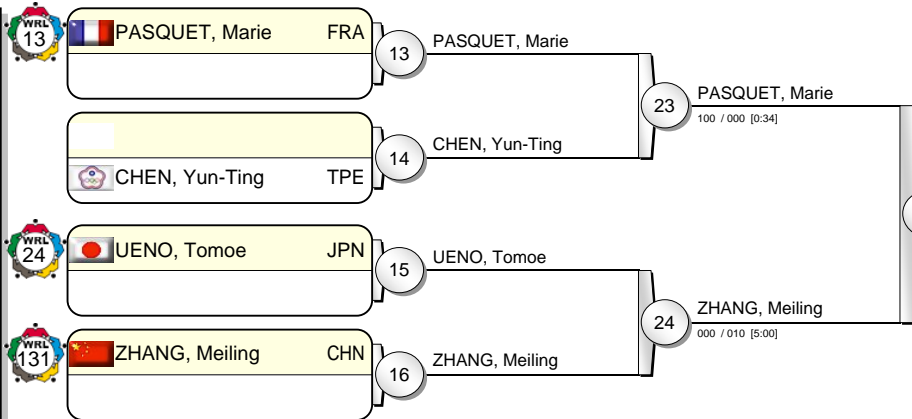 WRL
13
PASQUET, Marie FRA
13
PASQUET, Marie
23
PASQUET, Marie
100 / 000 [0:34]
CHEN, Yun-Ting TPE
14
CHEN, Yun-Ting
WRL
24
UENO, Tomoe JPN
15
UENO, Tomoe
24
ZHANG, Meiling
000 / 010 [5:00]
WRL
131
ZHANG, Meiling CHN
16
ZHANG, Meiling